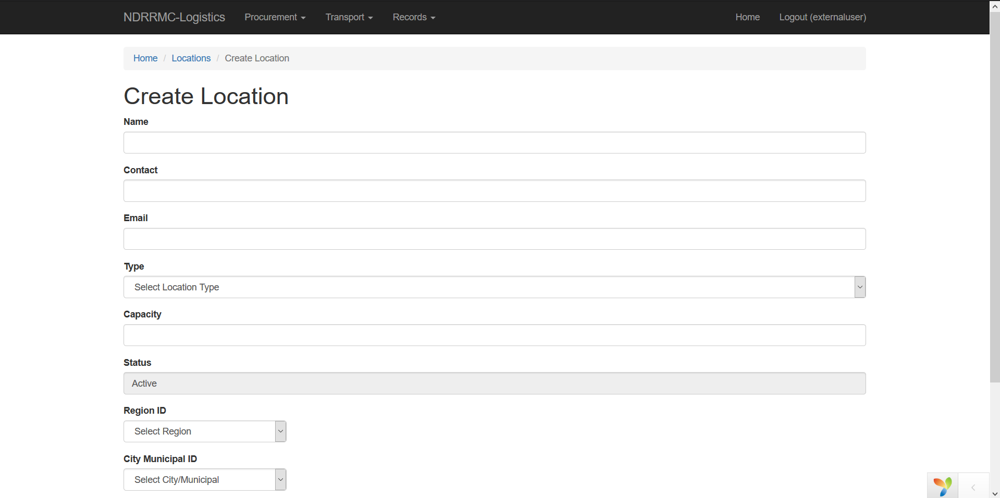 NDRRMC-Logistics Procurement Transport Records Home Logout (externaluser)
Home / Locations / Create Location
Create Location
Name
Contact
Email
Type
Select Location Type
Capacity
Status
Active
Region ID
Select Region
City Municipal ID
Select City/Municipal